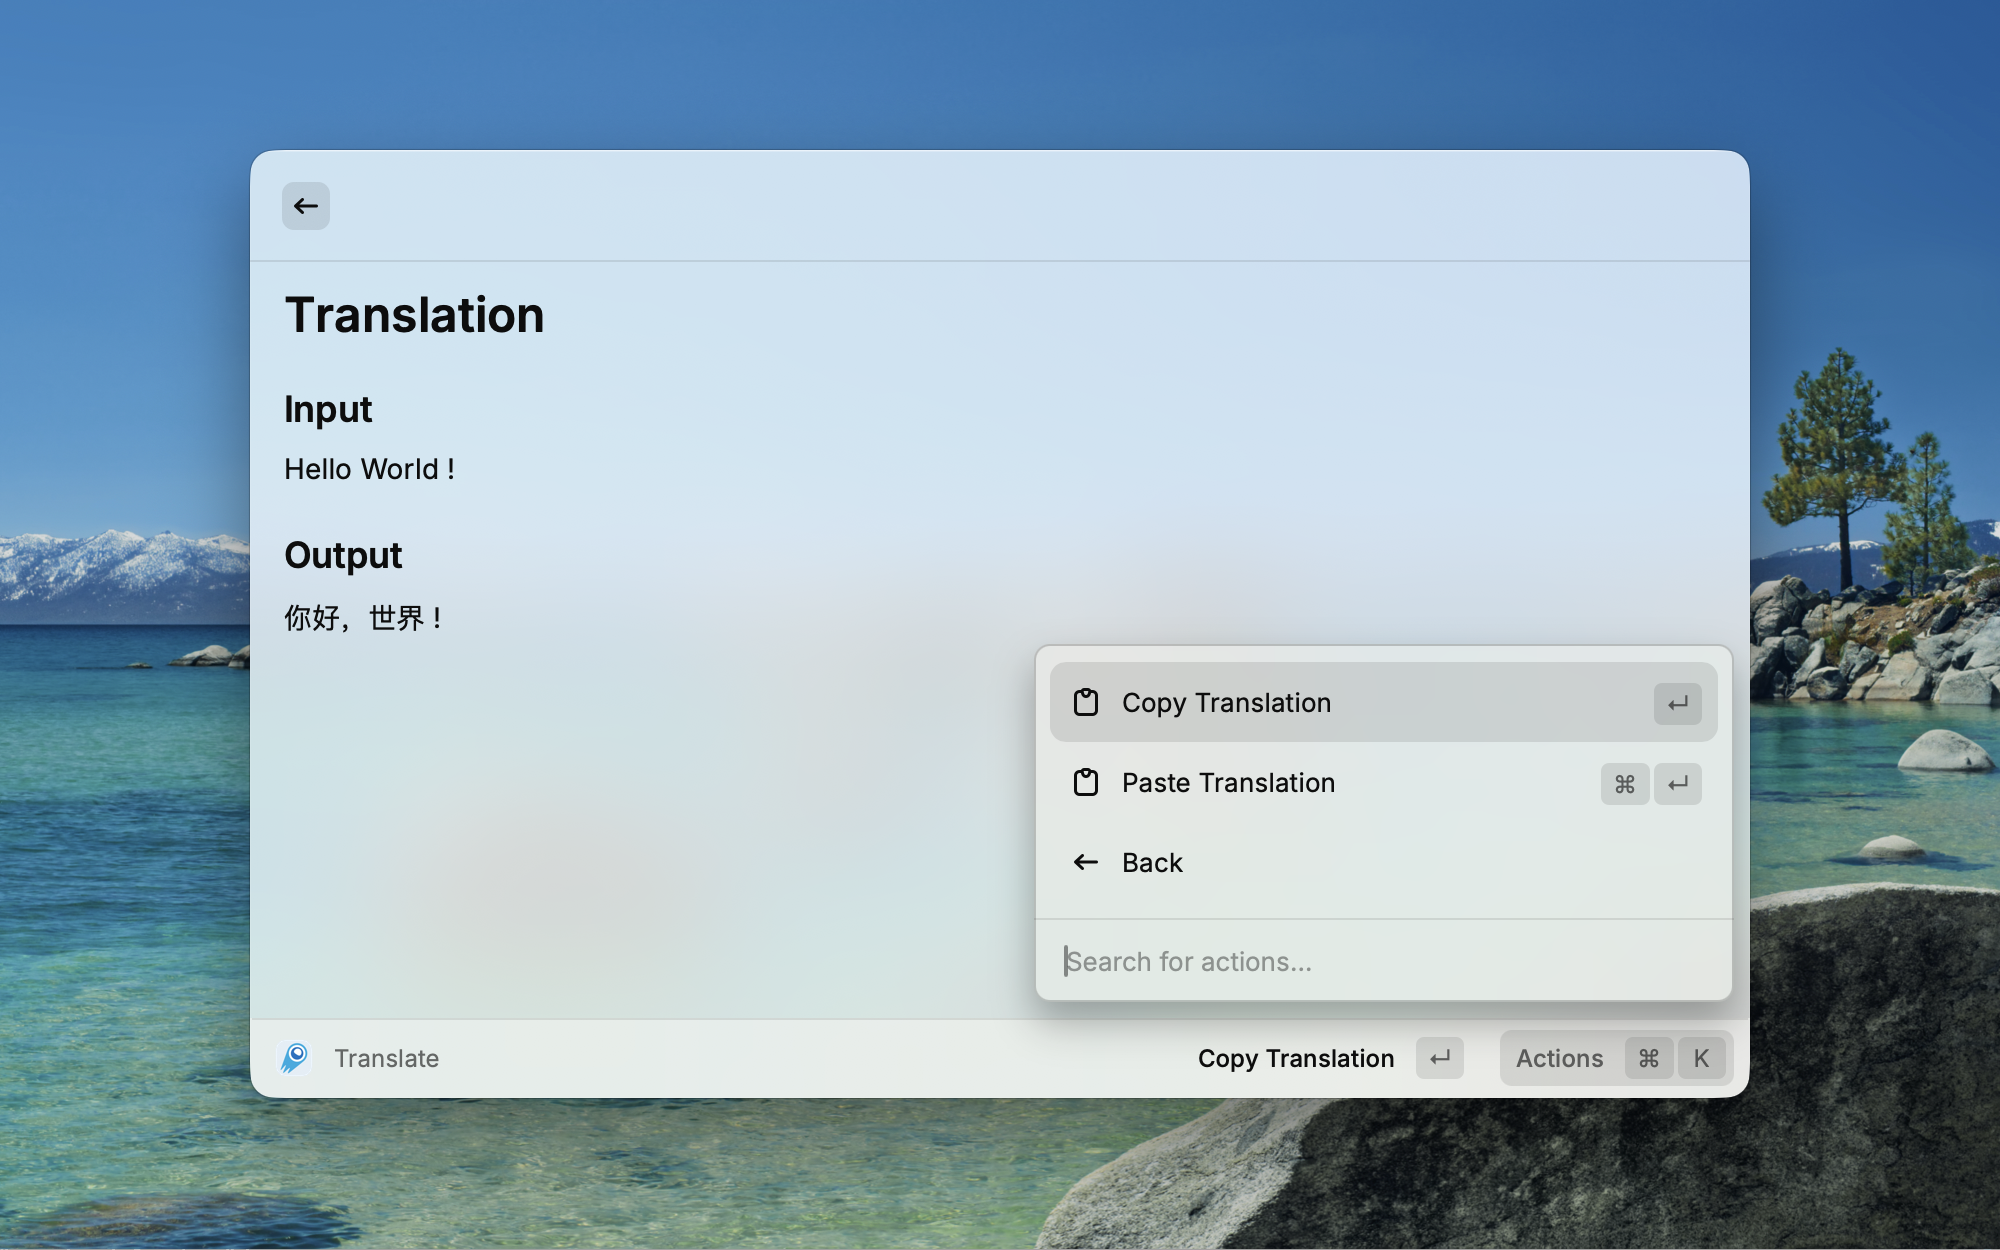 Translation
Input
Hello World !
Output
你好，世界！
Copy Translation ↵
Paste Translation ⌘ ↵
Back
Search for actions...
Translate
Copy Translation ↵
Actions ⌘ K